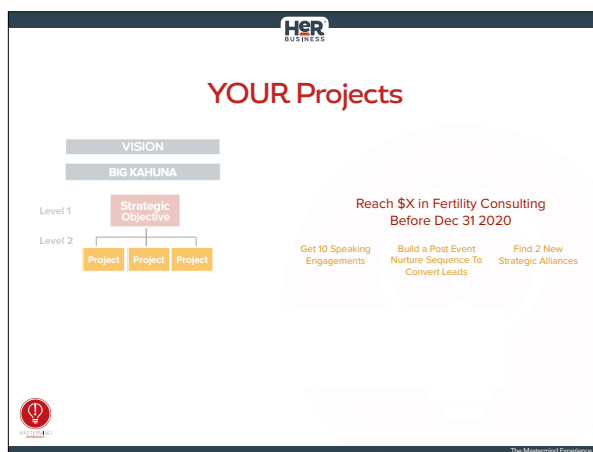 HER
BUSINESS
YOUR Projects
VISION
BIG KAHUNA
Level 1
Strategic
Objective
Level 2
Project Project Project
Reach $X in Fertility Consulting
Before Dec 31 2020
Get 10 Speaking
Engagements
Build a Post Event
Nurture Sequence To
Convert Leads
Find 2 New
Strategic Alliances
MASTERMIND
EXPERIENCE
The Mastermind Experience